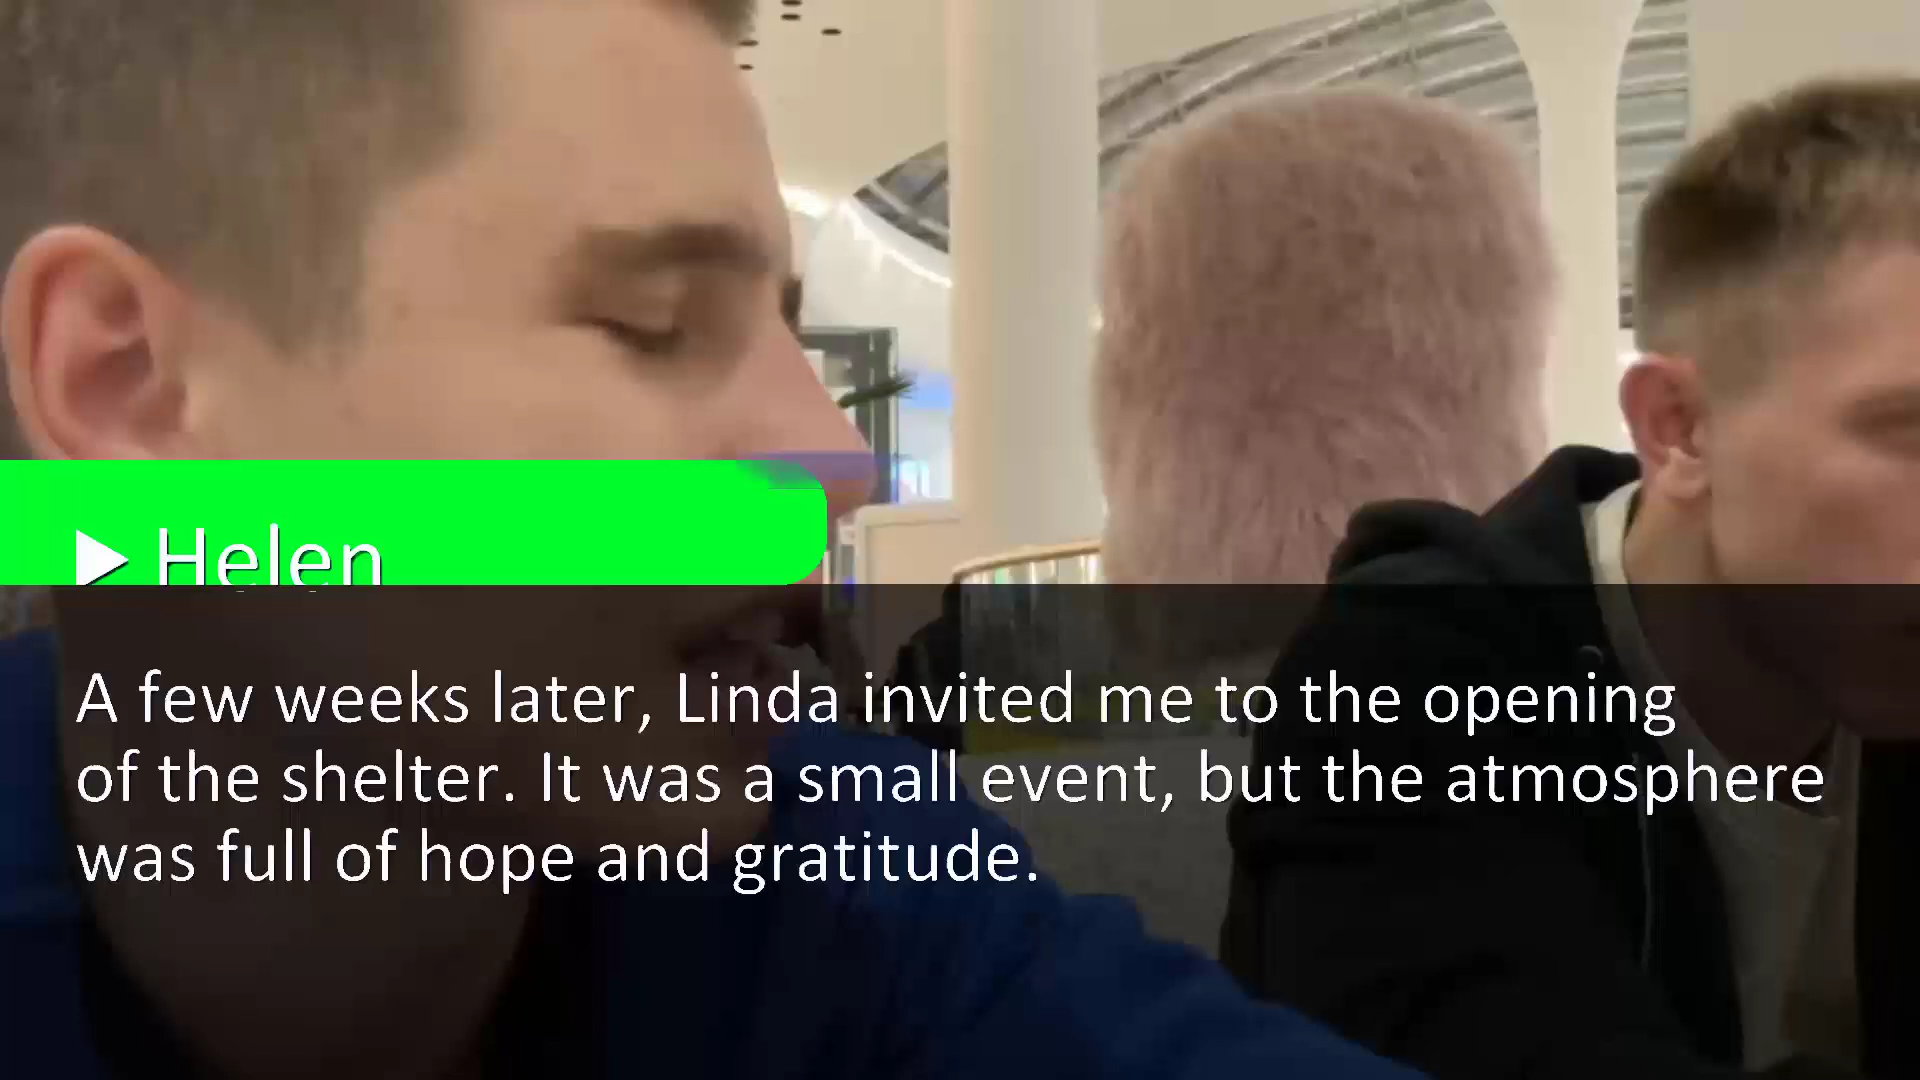 Helen
A few weeks later, Linda invited me to the opening
of the shelter. It was a small event, but the atmosphere
was full of hope and gratitude.